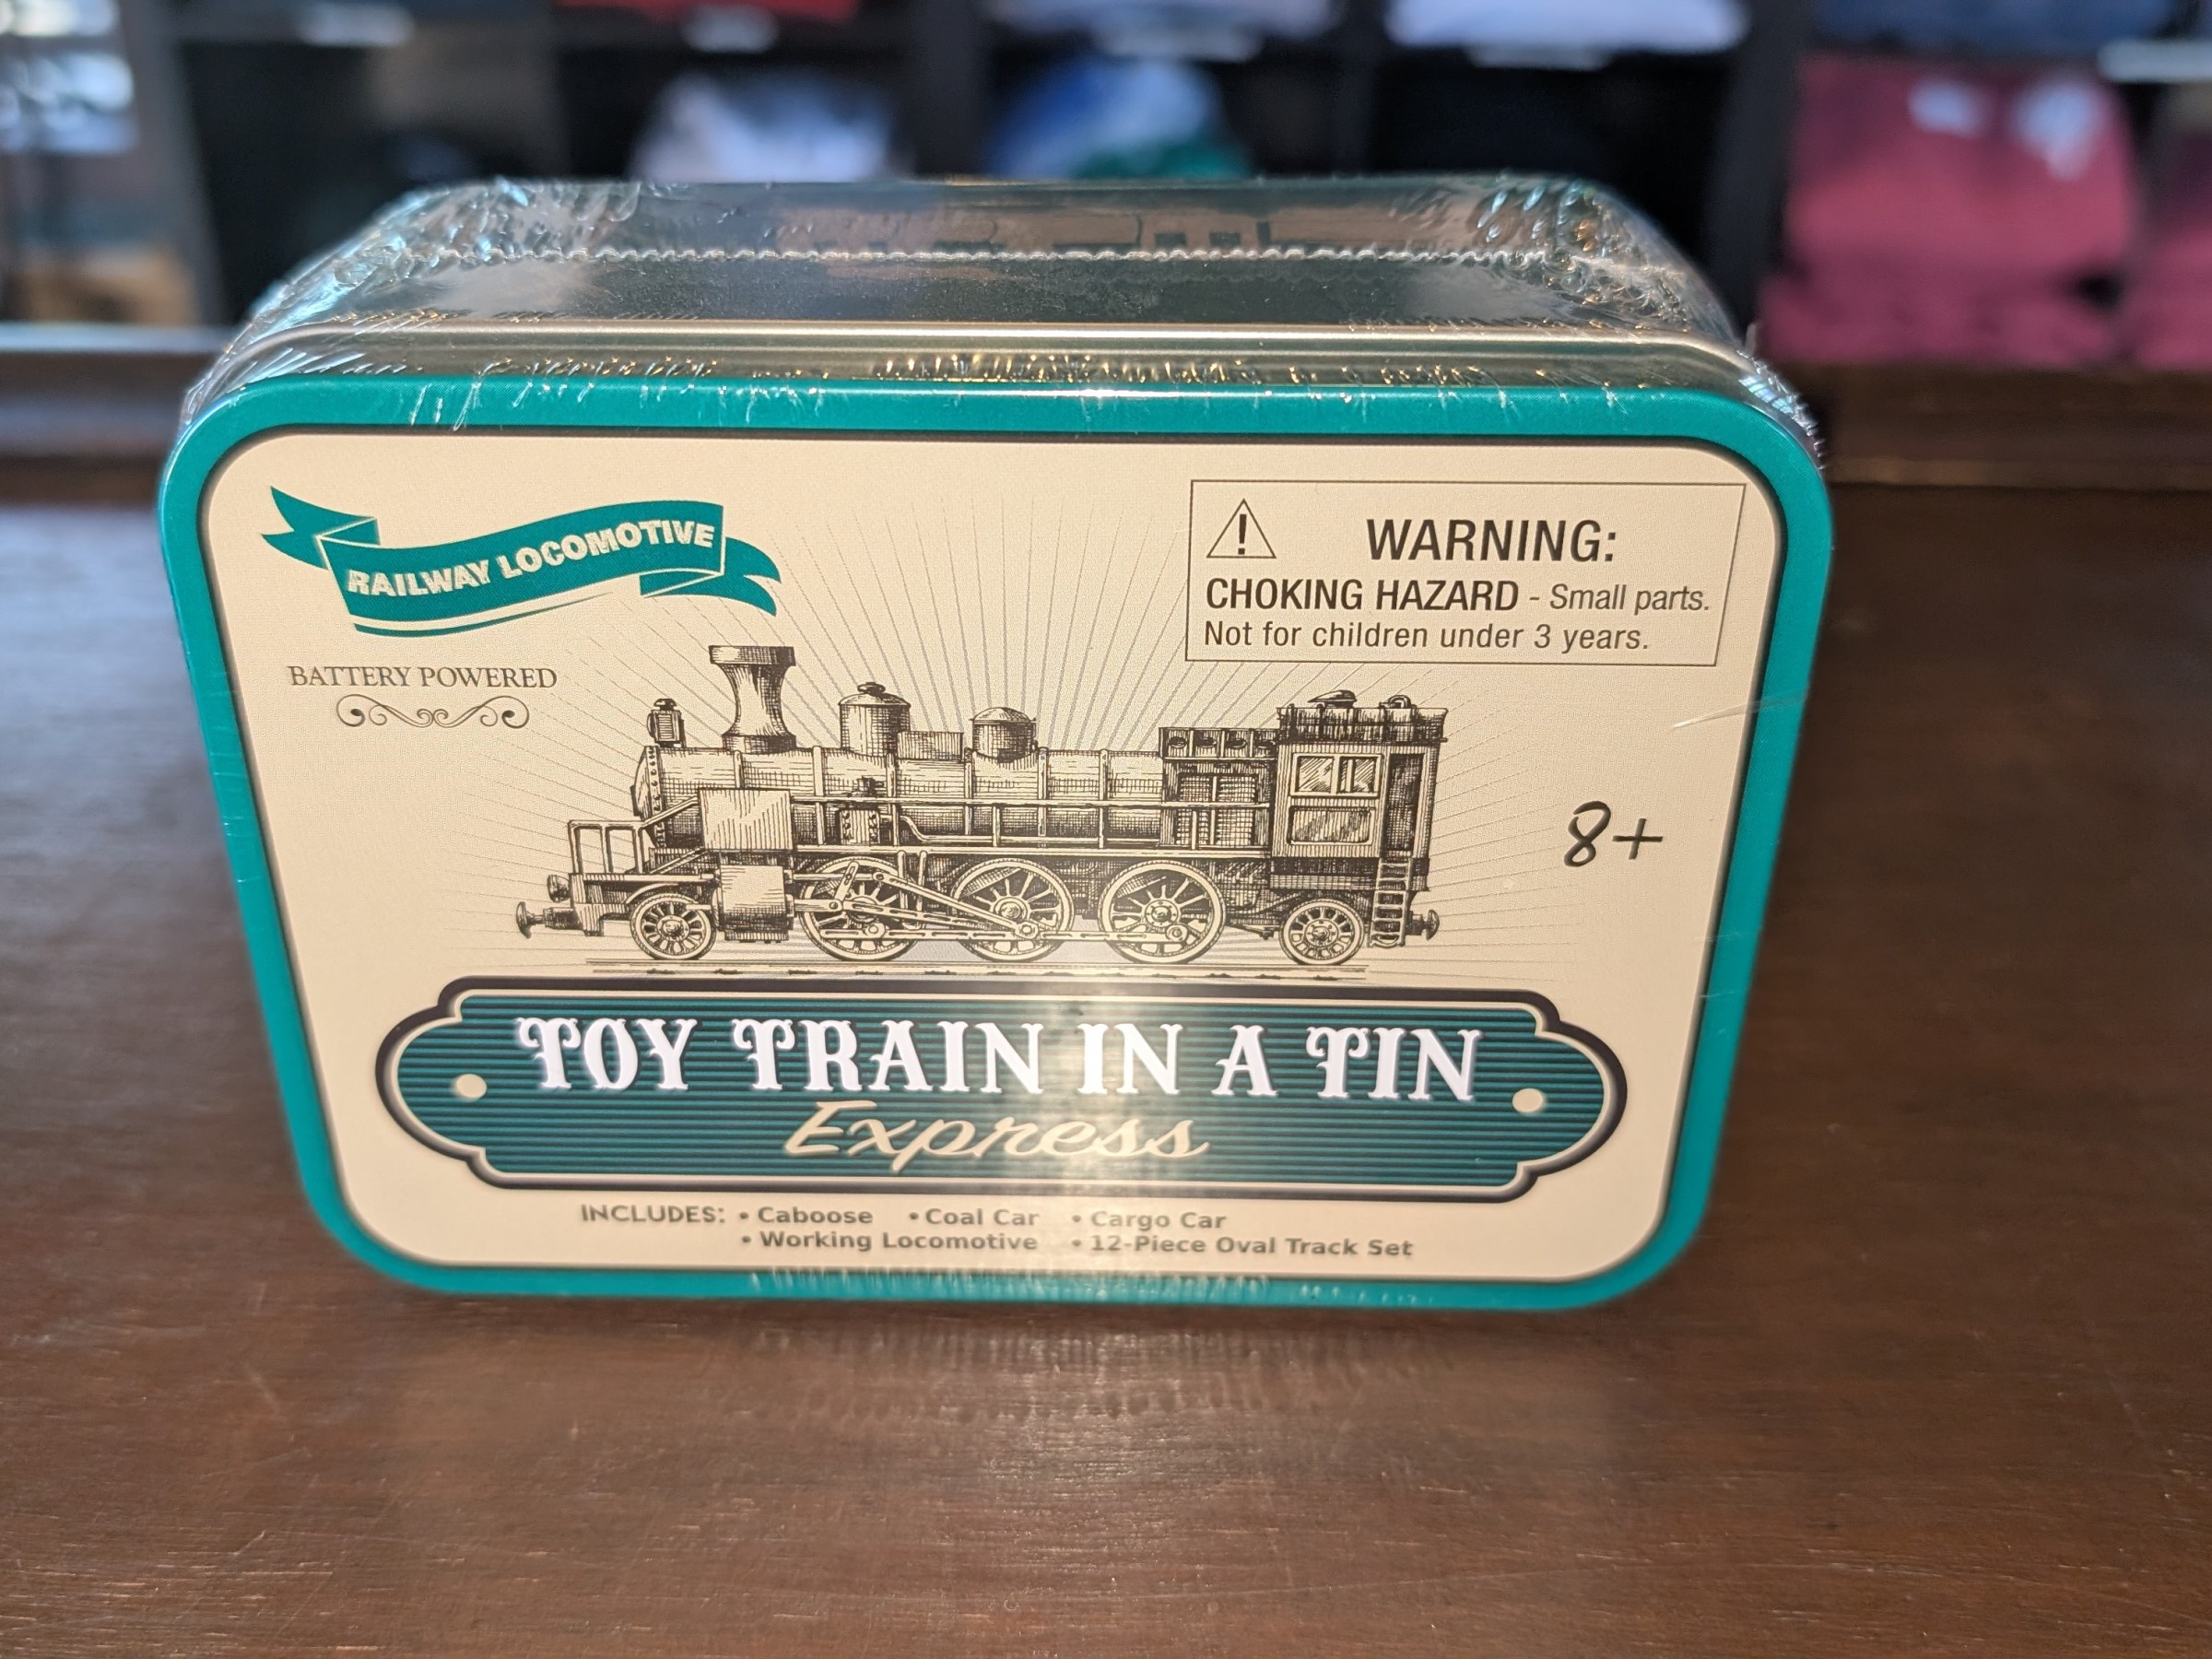 RAILWAY LOCOMOTIVE
BATTERY POWERED
WARNING:
CHOKING HAZARD - Small parts.
Not for children under 3 years.
8+
TOY TRAIN IN A TIN
Express
INCLUDES: • Caboose • Coal Car • Cargo Car
• Working Locomotive • 12-Piece Oval Track Set